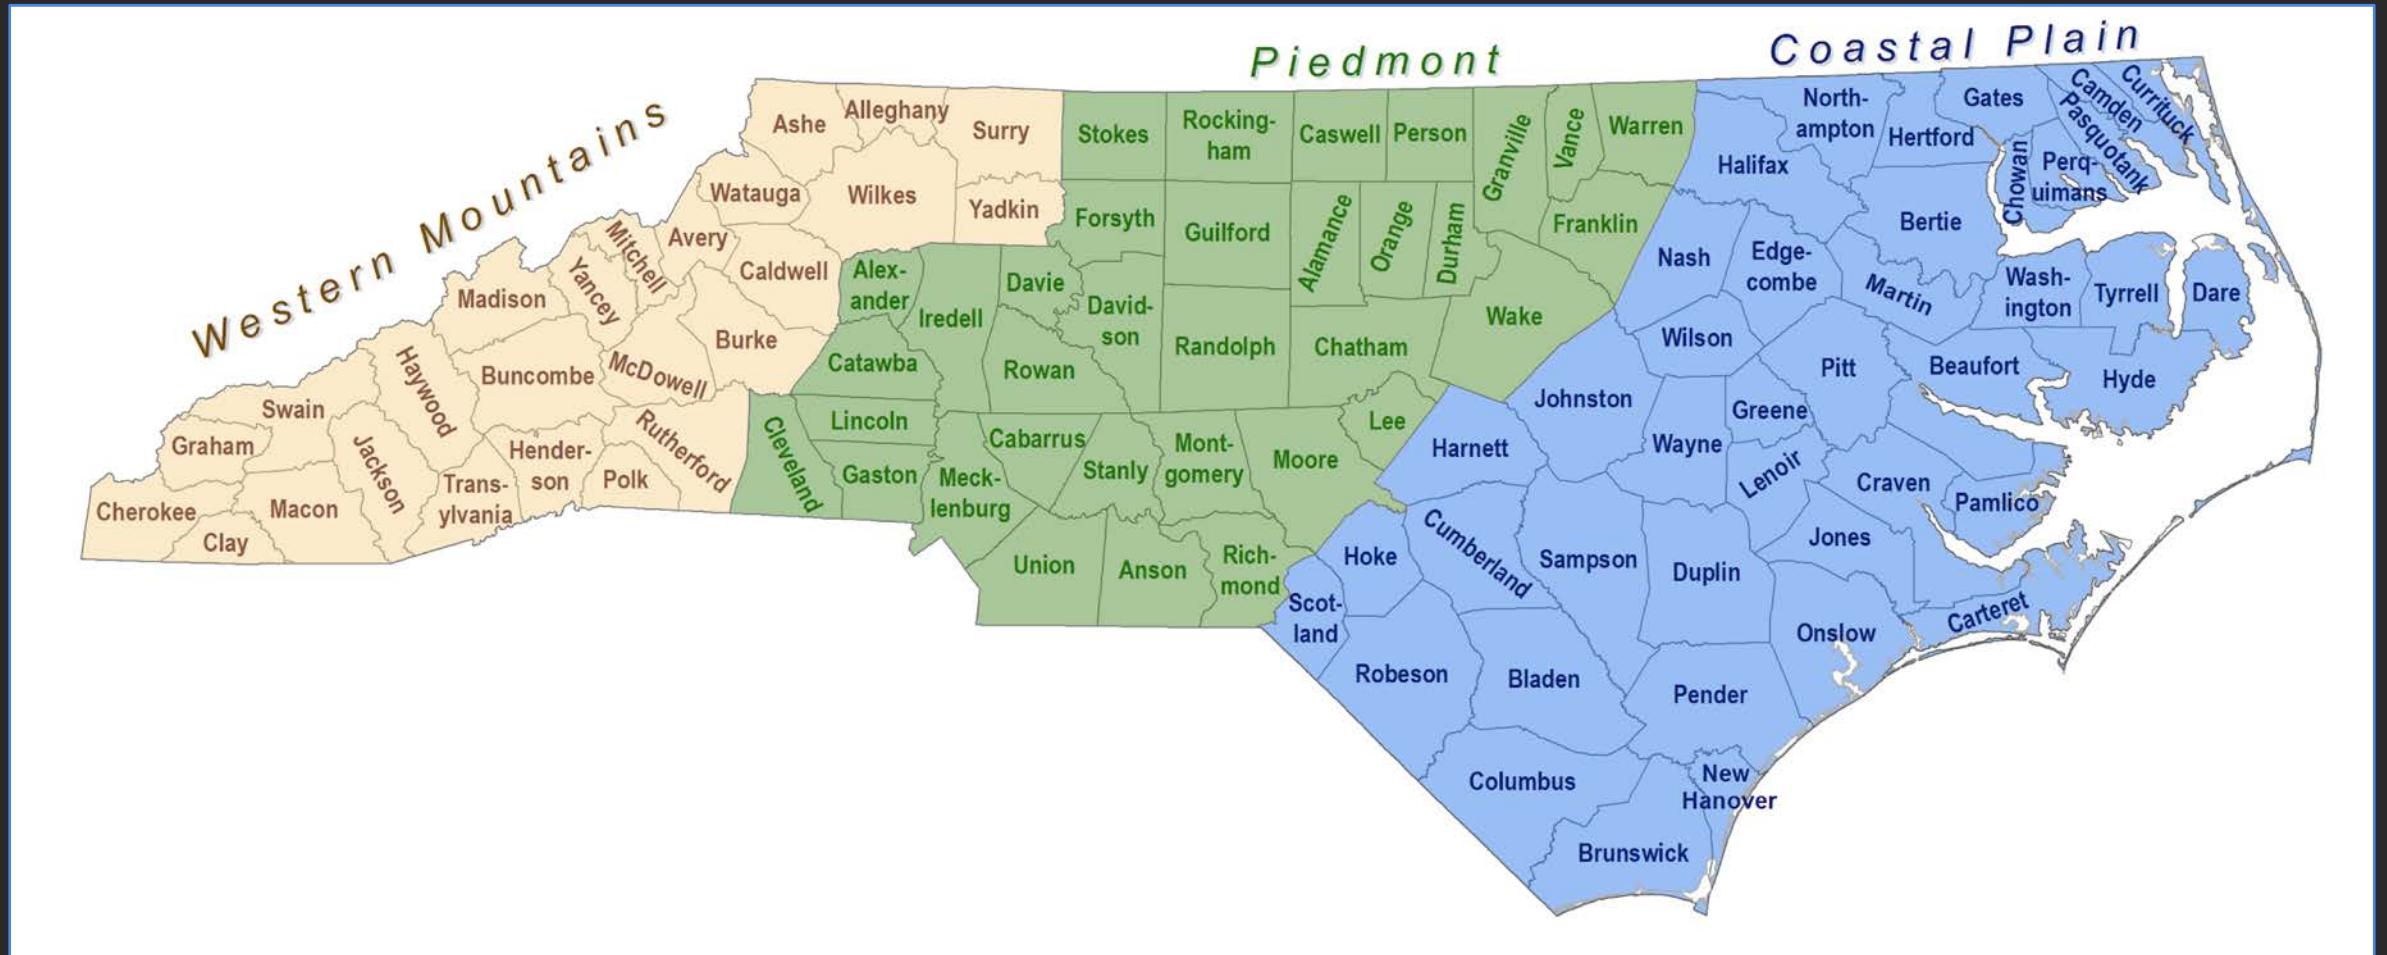 Western Mountains
Piedmont
Coastal Plain
Ashe
Alleghany
Surry
Watauga
Wilkes
Yadkin
Mitchell
Avery
Caldwell
Yancey
Madison
Burke
McDowell
Buncombe
Haywood
Swain
Rutherford
Graham
Jackson
Hender-
son
Polk
Trans-
ylvania
Macon
Cherokee
Clay
Stokes
Rocking-
ham
Caswell
Person
Granville
Vance
Warren
Forsyth
Guilford
Alamance
Orange
Durham
Franklin
Alex-
ander
Iredell
Davie
David-
son
Wake
Randolph
Chatham
Catawba
Rowan
Lincoln
Cleveland
Gaston
Cabarrus
Meck-
lenburg
Stanly
Mont-
gomery
Moore
Lee
Union
Anson
Rich-
mond
North-
ampton
Gates
Camden
Currituck
Pasquotank
Hertford
Halifax
Chowan
Perq-
uimans
Bertie
Nash
Edge-
combe
Martin
Wash-
ington
Tyrrell
Dare
Wilson
Pitt
Beaufort
Hyde
Johnston
Greene
Wayne
Harnett
Lenoir
Craven
Pamlico
Jones
Hoke
Cumberland
Sampson
Duplin
Scot-
land
Onslow
Carteret
Robeson
Bladen
Pender
Columbus
New
Hanover
Brunswick